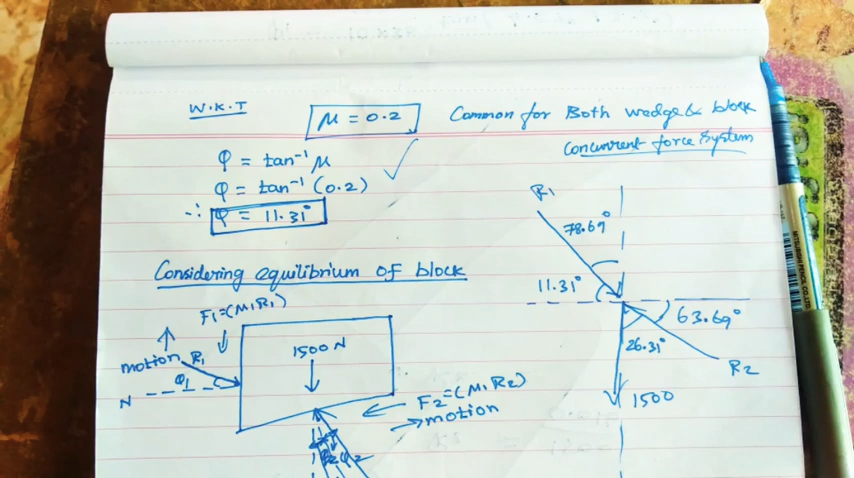 W.K.T
μ = 0.2
Common for Both wedge & block
Concurrent force system
φ = tan⁻¹ μ
φ = tan⁻¹ (0.2)
∴ φ = 11.31°
Considering equilibrium of block
F1=(μ1R1)
motion
R1
φ1
N
1500 N
F2=(μ1R2)
motion
φ2
R1
78.69°
11.31°
63.69°
26.31°
R2
1500